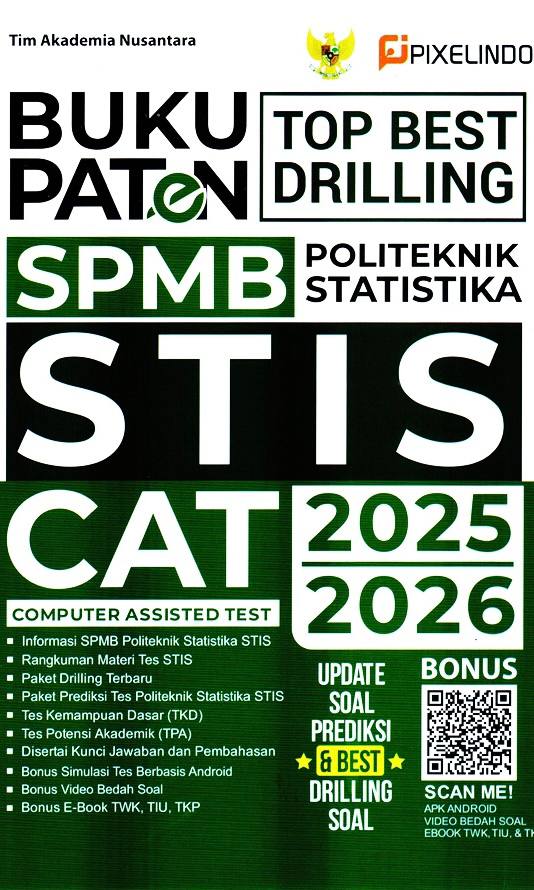 Tim Akademia Nusantara
PIXELINDO
BUKU
PATeN
TOP BEST
DRILLING
SPMB
POLITEKNIK
STATISTIKA
STIS
CAT
2025
2026
COMPUTER ASSISTED TEST
Informasi SPMB Politeknik Statistika STIS
Rangkuman Materi Tes STIS
Paket Drilling Terbaru
Paket Prediksi Tes Politeknik Statistika STIS
Tes Kemampuan Dasar (TKD)
Tes Potensi Akademik (TPA)
Disertai Kunci Jawaban dan Pembahasan
Bonus Simulasi Tes Berbasis Android
Bonus Video Bedah Soal
Bonus E-Book TWK, TIU, TKP
UPDATE
SOAL
PREDIKSI
& BEST
DRILLING
SOAL
BONUS
SCAN ME!
APK ANDROID
VIDEO BEDAH SOAL
EBOOK TWK, TIU, & TK